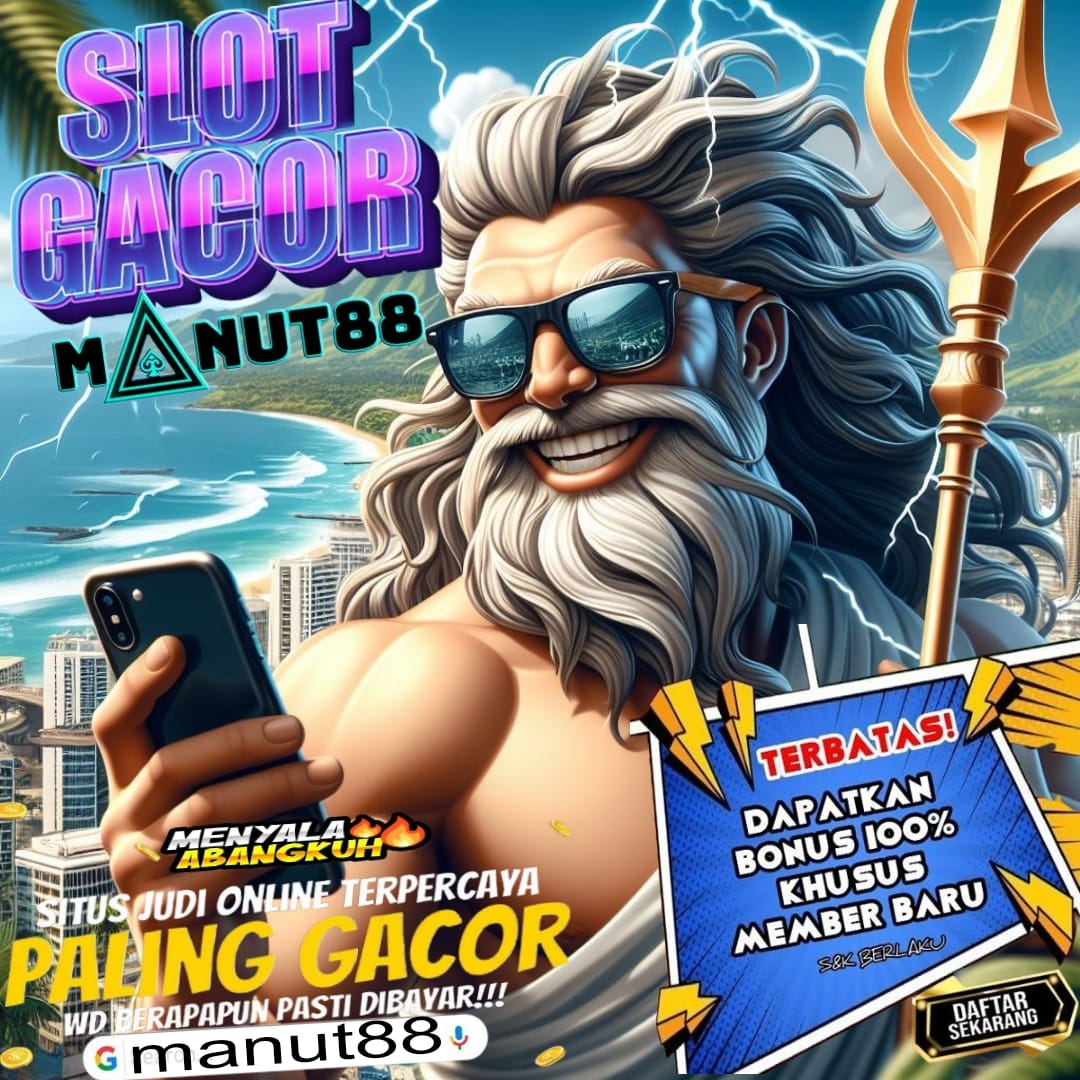 SLOT
GACOR
MANUT88
TERBATAS!
DAPATKAN
BONUS 100%
KHUSUS
MEMBER BARU
S&K BERLAKU
DAFTAR
SEKARANG
MENYALA
ABANGKUH
SITUS JUDI ONLINE TERPERCAYA
PALING GACOR
WD BERAPAPUN PASTI DIBAYAR!!!
G manut88